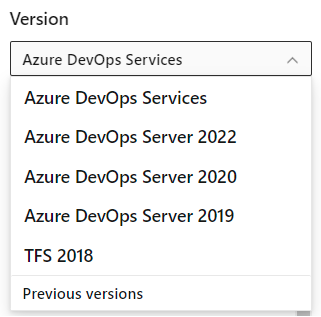 Version
Azure DevOps Services
Azure DevOps Services
Azure DevOps Server 2022
Azure DevOps Server 2020
Azure DevOps Server 2019
TFS 2018
Previous versions